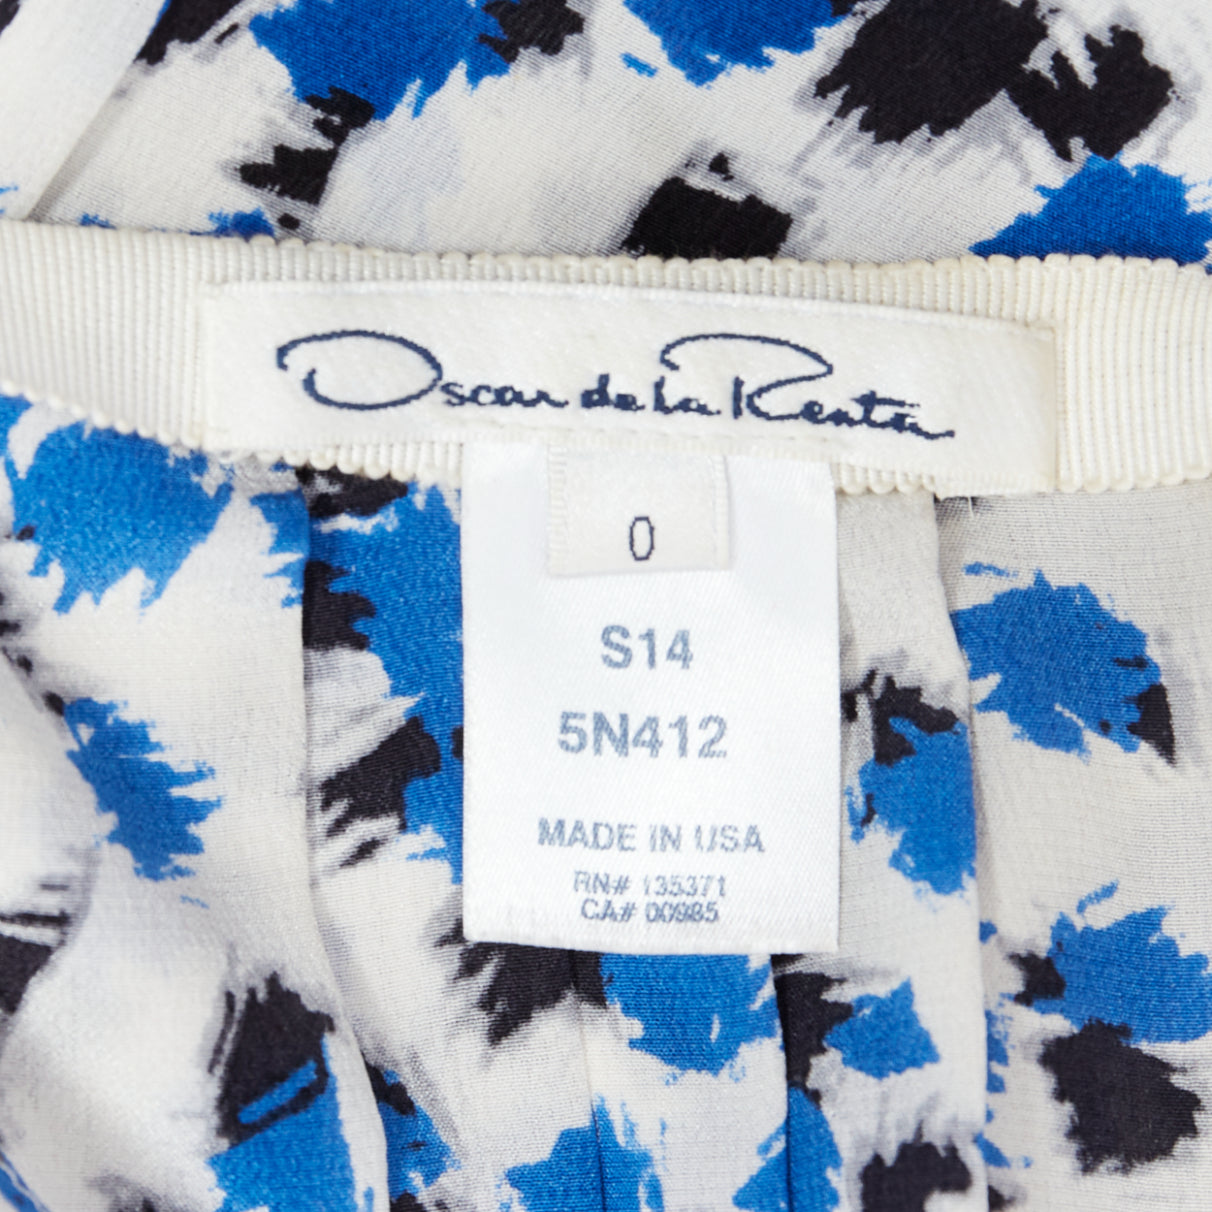 Oscar de la Renta
0
S14
5N412
MADE IN USA
RN# 135371
CA# 00985